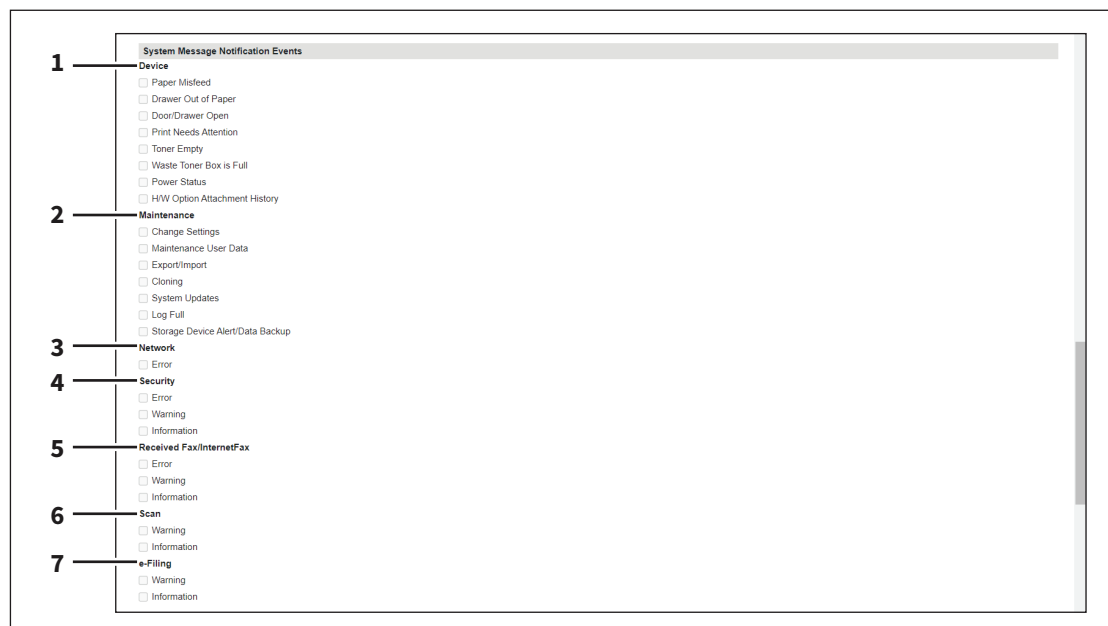 System Message Notification Events
1 Device
Paper Misfeed
Drawer Out of Paper
Door/Drawer Open
Print Needs Attention
Toner Empty
Waste Toner Box is Full
Power Status
H/W Option Attachment History
2 Maintenance
Change Settings
Maintenance User Data
Export/Import
Cloning
System Updates
Log Full
Storage Device Alert/Data Backup
3 Network
Error
4 Security
Error
Warning
Information
5 Received Fax/InternetFax
Error
Warning
Information
6 Scan
Warning
Information
7 e-Filing
Warning
Information